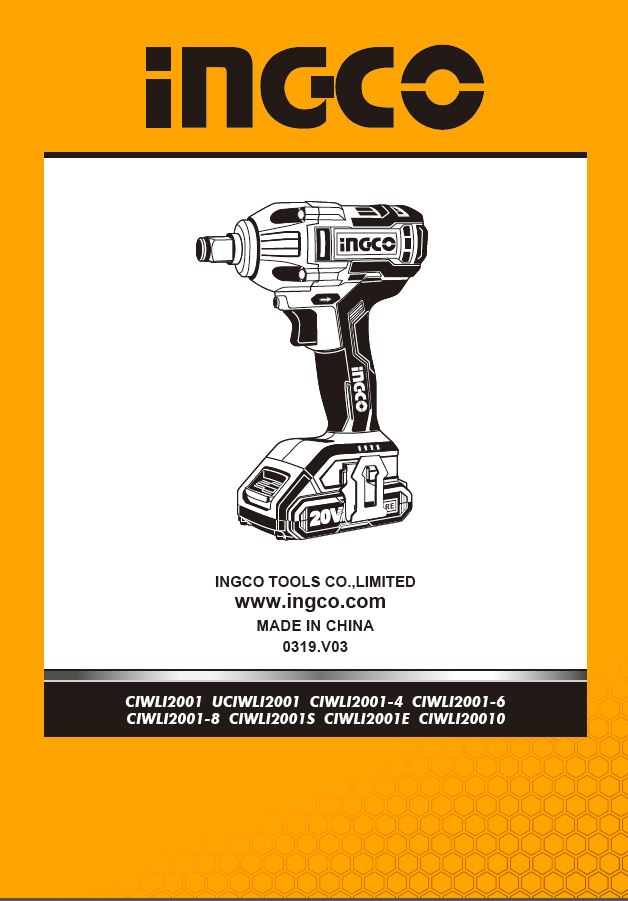 INGCO
INGCO
INGCO
20V
RE
INGCO TOOLS CO.,LIMITED
www.ingco.com
MADE IN CHINA
0319.V03
CIWLI2001 UCIWLI2001 CIWLI2001-4 CIWLI2001-6
CIWLI2001-8 CIWLI2001S CIWLI2001E CIWLI20010